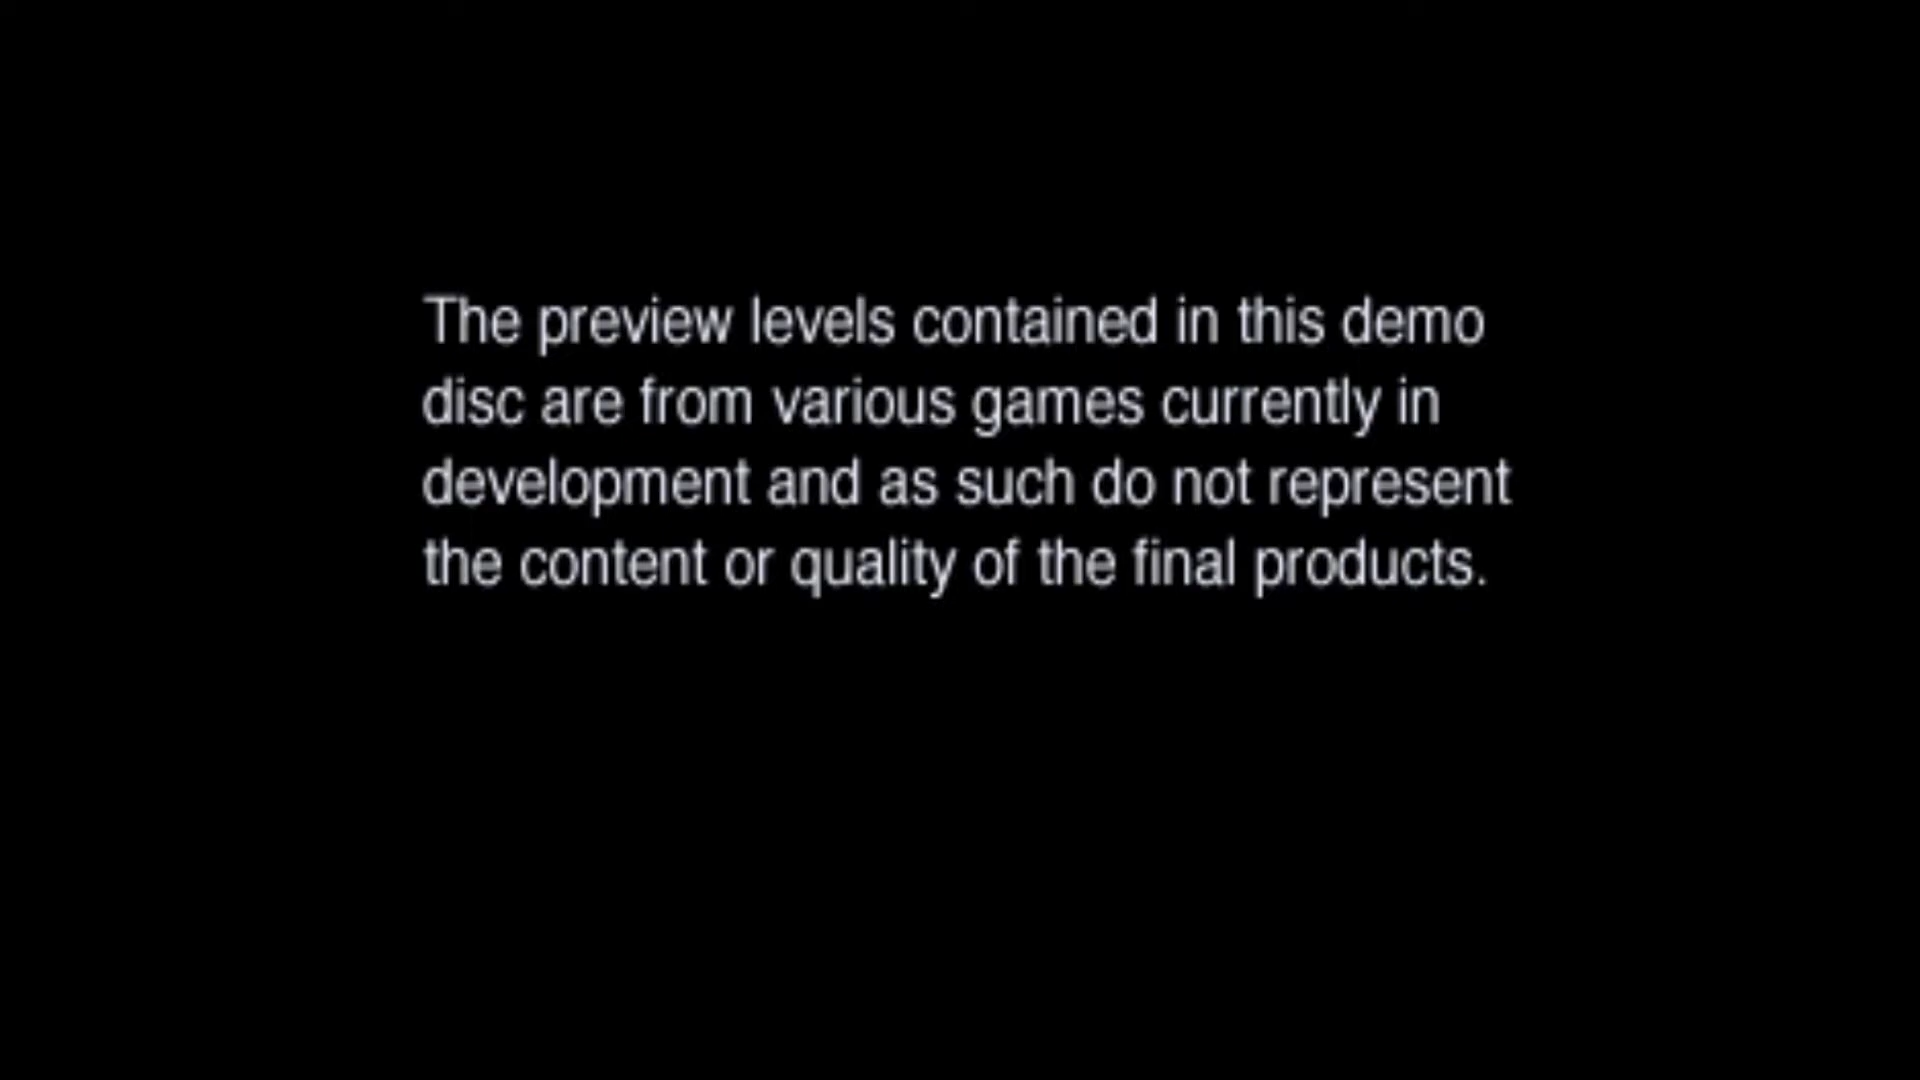 The preview levels contained in this demo
disc are from various games currently in
development and as such do not represent
the content or quality of the final products.